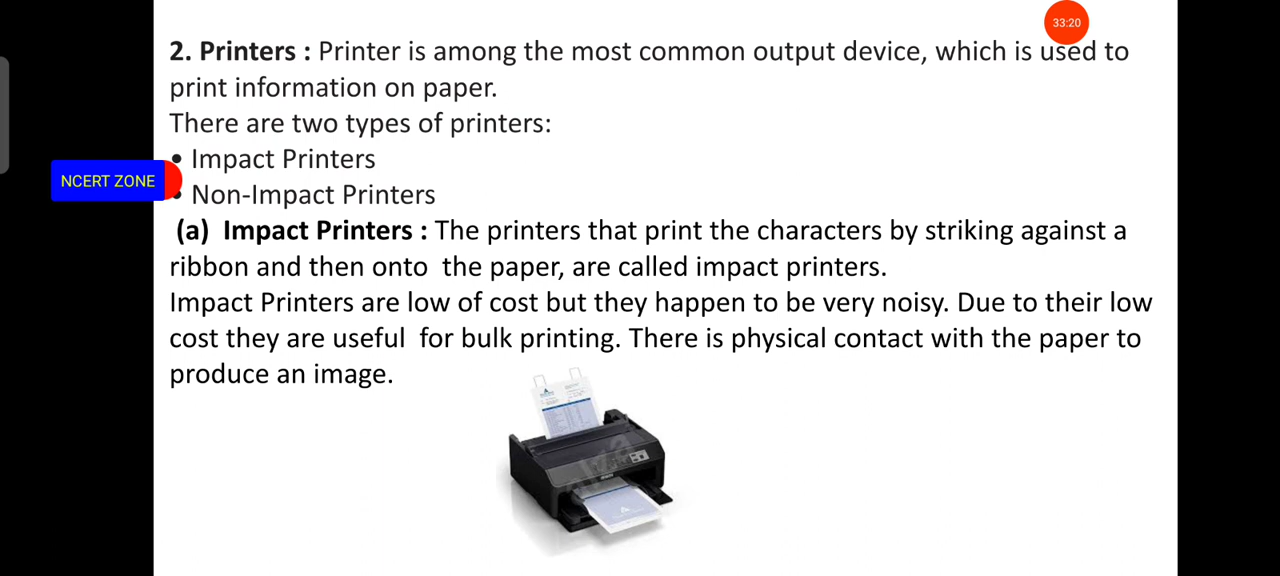 33:20
2. Printers : Printer is among the most common output device, which is used to
print information on paper.
There are two types of printers:
• Impact Printers
NCERT ZONE
• Non-Impact Printers
(a) Impact Printers : The printers that print the characters by striking against a
ribbon and then onto the paper, are called impact printers.
Impact Printers are low of cost but they happen to be very noisy. Due to their low
cost they are useful for bulk printing. There is physical contact with the paper to
produce an image.